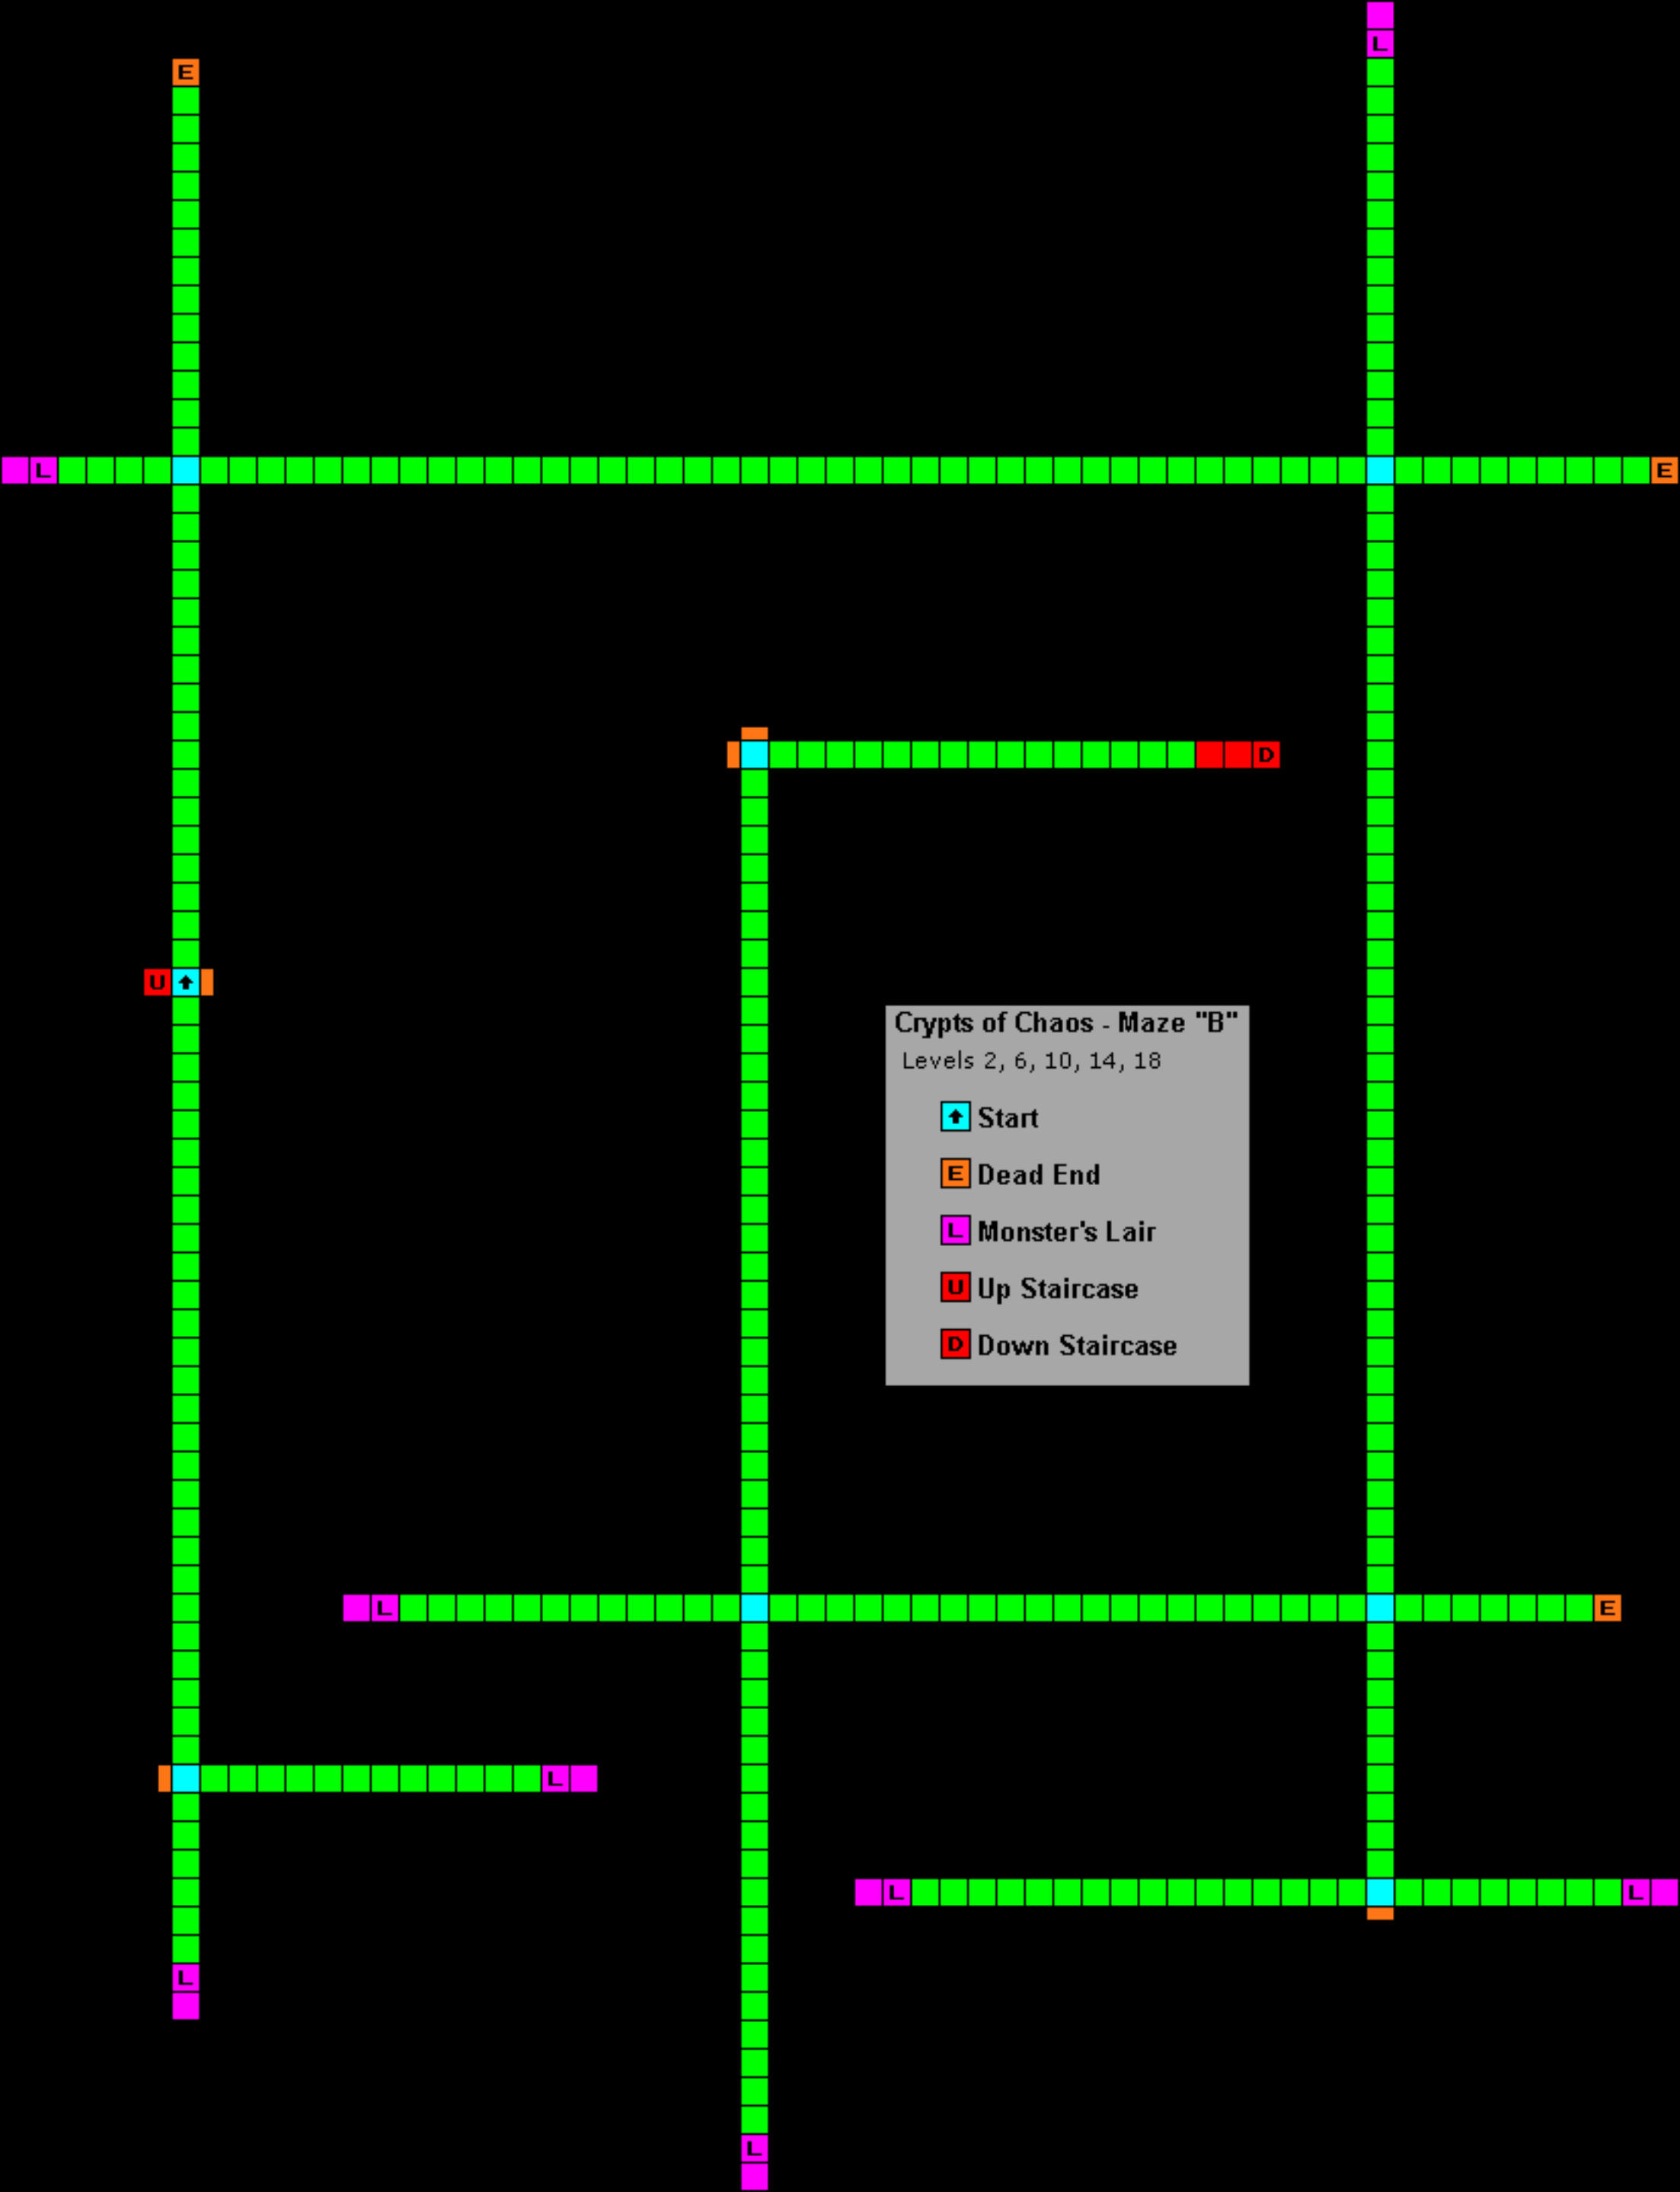 L
E
L E
D
U
Crypts of Chaos - Maze "B"
Levels 2, 6, 10, 14, 18
Start
E Dead End
L Monster's Lair
U Up Staircase
D Down Staircase
L E
L
L L
L
L